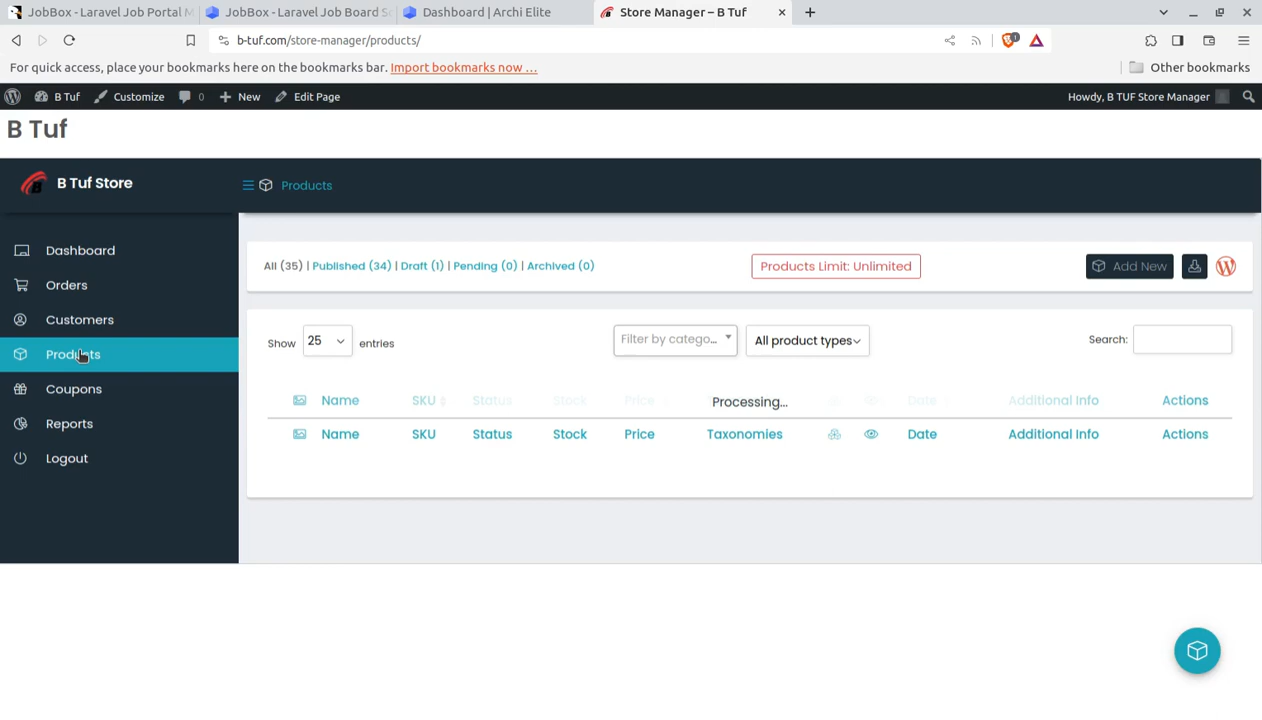 JobBox - Laravel Job Portal M
JobBox - Laravel Job Board Sc
Dashboard | Archi Elite
Store Manager – B Tuf
b-tuf.com/store-manager/products/
For quick access, place your bookmarks here on the bookmarks bar. Import bookmarks now ...
Other bookmarks
B Tuf
Customize
0
New
Edit Page
Howdy, B TUF Store Manager
B Tuf
B Tuf Store
Products
Dashboard
Orders
Customers
Products
Coupons
Reports
Logout
All (35) | Published (34) | Draft (1) | Pending (0) | Archived (0)
Products Limit: Unlimited
Add New
Show 25 entries
Filter by catego...
All product types
Search:
Name SKU Status Stock Price Processing... Date Additional Info Actions
Name SKU Status Stock Price Taxonomies Date Additional Info Actions